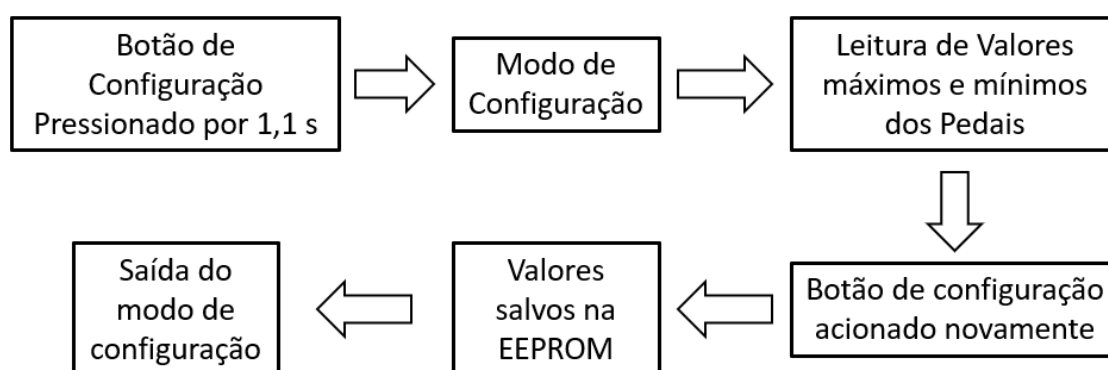 Botão de
Configuração
Pressionado por 1,1 s
Modo de
Configuração
Leitura de Valores
máximos e mínimos
dos Pedais
Botão de configuração
acionado novamente
Valores
salvos na
EEPROM
Saída do
modo de
configuração